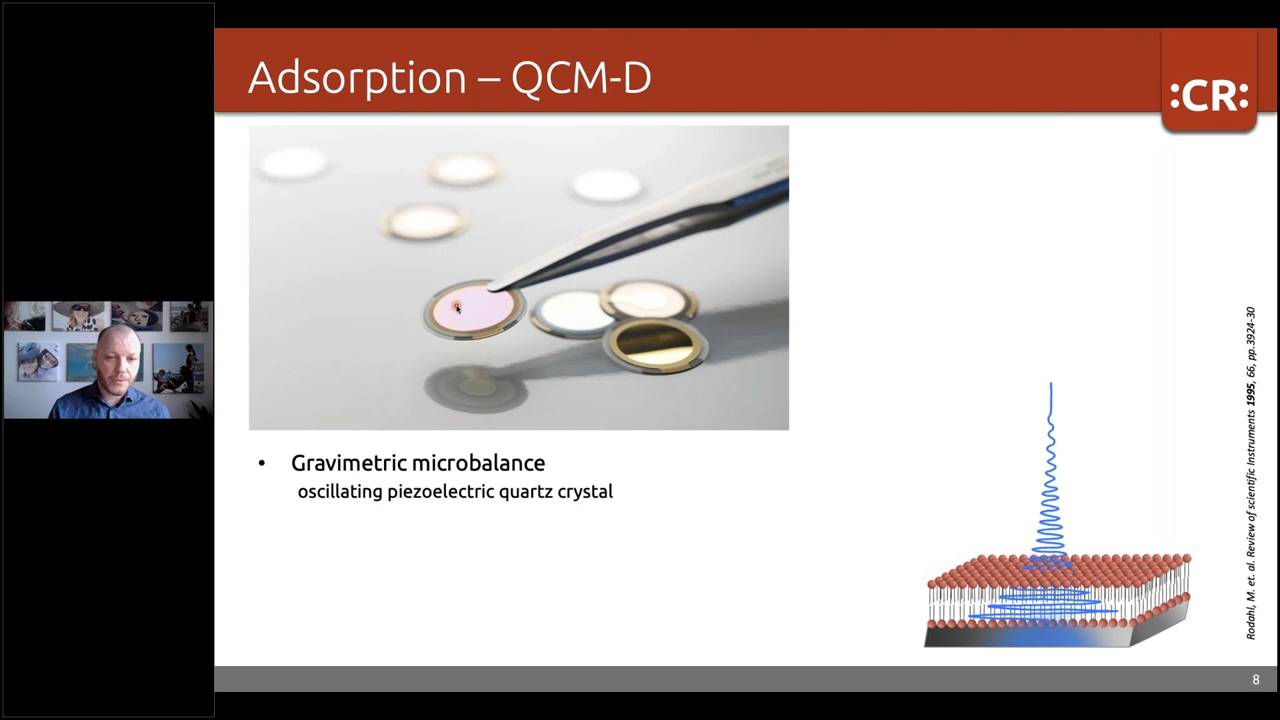 Adsorption – QCM-D
:CR:
• Gravimetric microbalance
oscillating piezoelectric quartz crystal
Rodahl, M. et. al. Review of scientific Instruments 1995, 66, pp.3924-30
8